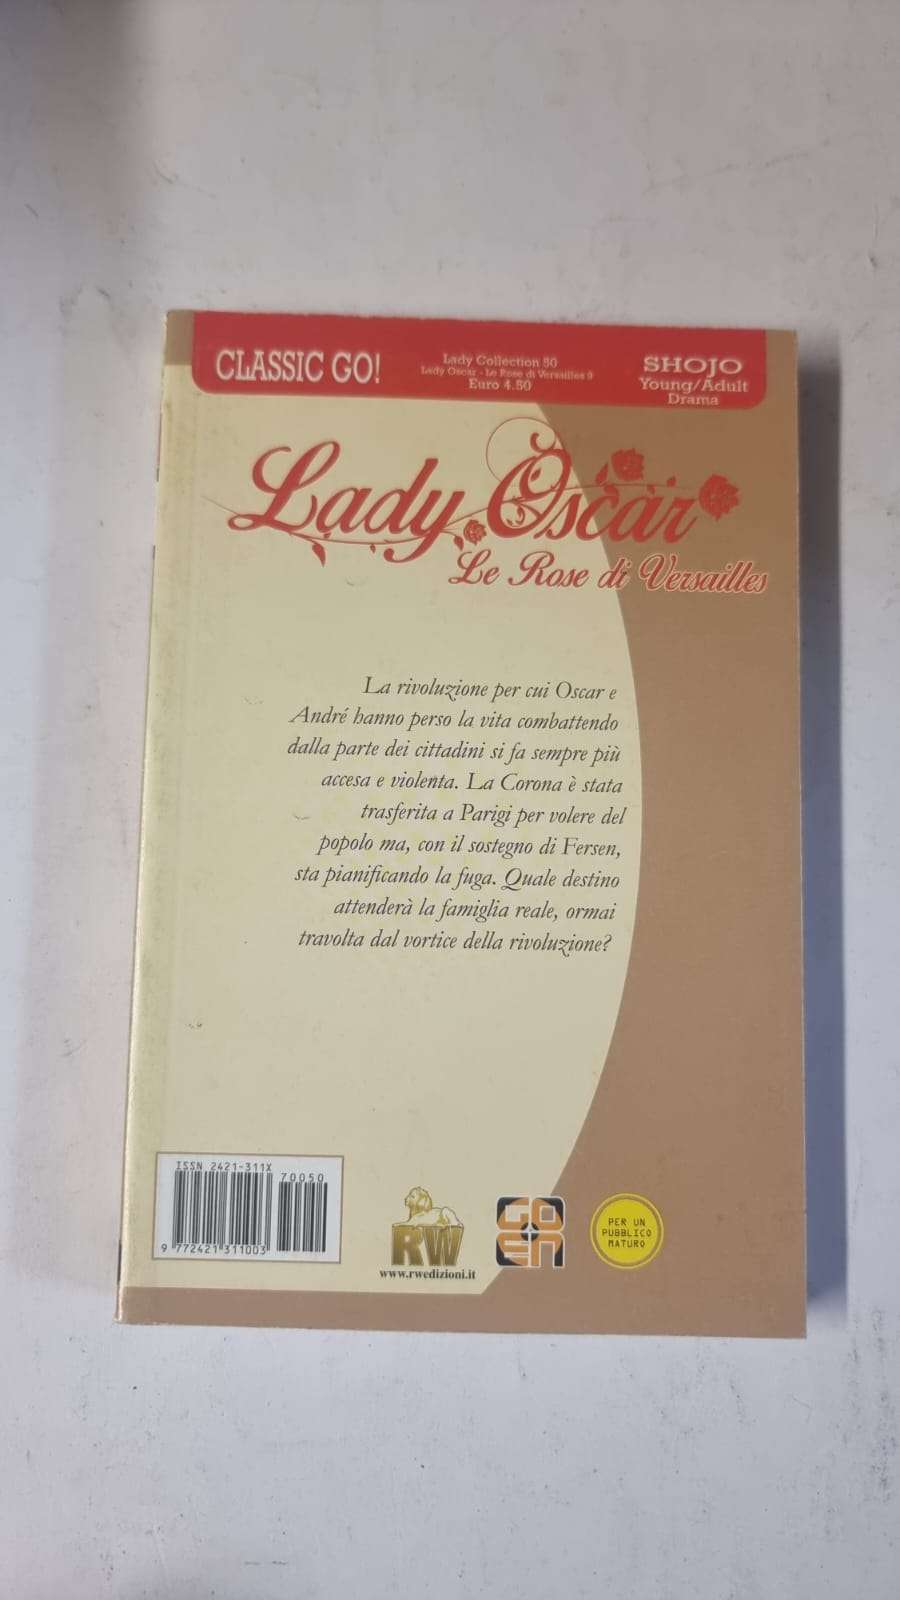 CLASSIC GO!
Lady Collection 50
Lady Oscar - Le Rose di Versailles 9
Euro 4.50
SHOJO
Young/Adult
Drama
Lady Oscar
Le Rose di Versailles
La rivoluzione per cui Oscar e
André hanno perso la vita combattendo
dalla parte dei cittadini si fa sempre più
accesa e violenta. La Corona è stata
trasferita a Parigi per volere del
popolo ma, con il sostegno di Fersen,
sta pianificando la fuga. Quale destino
attenderà la famiglia reale, ormai
travolta dal vortice della rivoluzione?
ISSN 2421-311X
70050
9 772421 311003
RW
www.rwedizioni.it
GO
EN
PER UN
PUBBLICO
MATURO